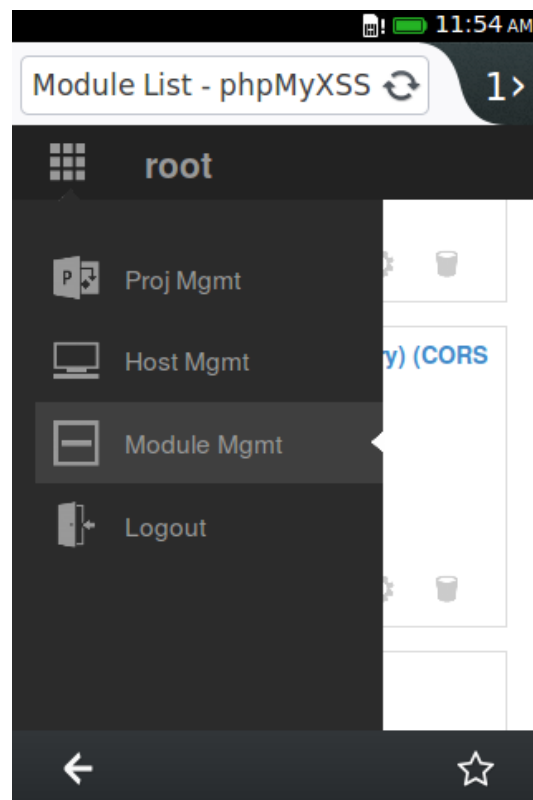 11:54 AM
Module List - phpMyXSS
1
root
P
Proj Mgmt
Host Mgmt
y) (CORS
Module Mgmt
Logout